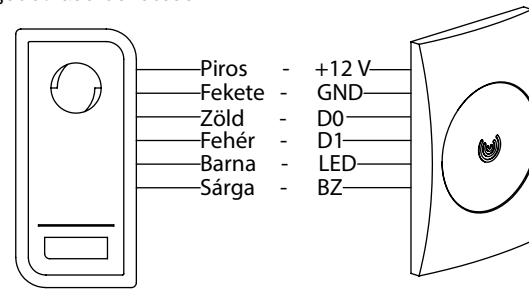 Piros - +12 V
Fekete - GND
Zöld - D0
Fehér - D1
Barna - LED
Sárga - BZ